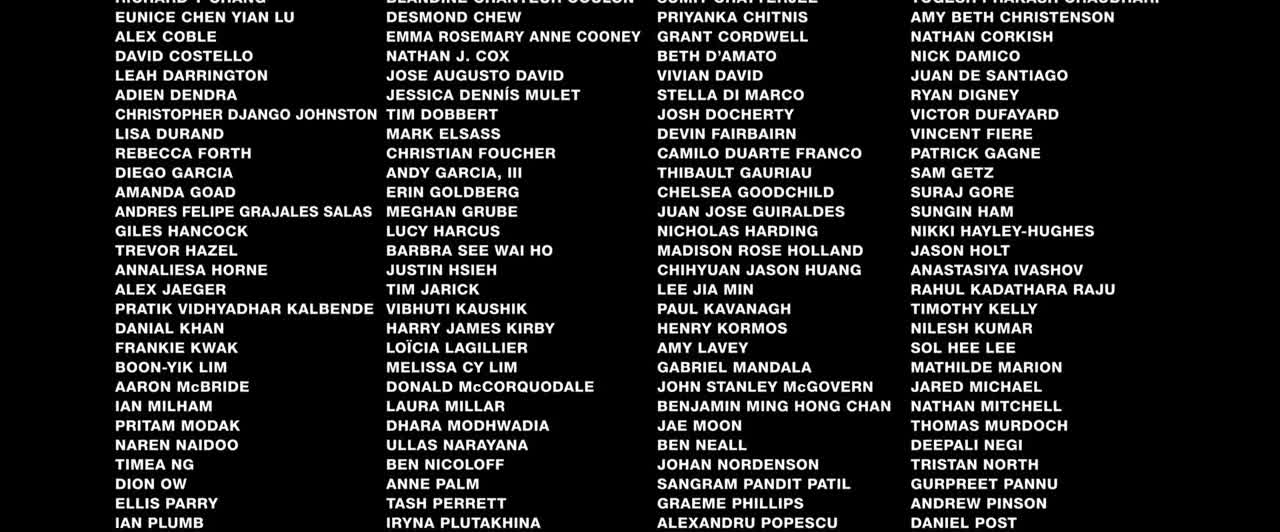 EUNICE CHEN YIAN LU DESMOND CHEW PRIYANKA CHITNIS AMY BETH CHRISTENSON
ALEX COBLE EMMA ROSEMARY ANNE COONEY GRANT CORDWELL NATHAN CORKISH
DAVID COSTELLO NATHAN J. COX BETH D'AMATO NICK DAMICO
LEAH DARRINGTON JOSE AUGUSTO DAVID VIVIAN DAVID JUAN DE SANTIAGO
ADIEN DENDRA JESSICA DENNÍS MULET STELLA DI MARCO RYAN DIGNEY
CHRISTOPHER DJANGO JOHNSTON TIM DOBBERT JOSH DOCHERTY VICTOR DUFAYARD
LISA DURAND MARK ELSASS DEVIN FAIRBAIRN VINCENT FIERE
REBECCA FORTH CHRISTIAN FOUCHER CAMILO DUARTE FRANCO PATRICK GAGNE
DIEGO GARCIA ANDY GARCIA, III THIBAULT GAURIAU SAM GETZ
AMANDA GOAD ERIN GOLDBERG CHELSEA GOODCHILD SURAJ GORE
ANDRES FELIPE GRAJALES SALAS MEGHAN GRUBE JUAN JOSE GUIRALDES SUNGIN HAM
GILES HANCOCK LUCY HARCUS NICHOLAS HARDING NIKKI HAYLEY-HUGHES
TREVOR HAZEL BARBRA SEE WAI HO MADISON ROSE HOLLAND JASON HOLT
ANNALIESA HORNE JUSTIN HSIEH CHIHYUAN JASON HUANG ANASTASIYA IVASHOV
ALEX JAEGER TIM JARICK LEE JIA MIN RAHUL KADATHARA RAJU
PRATIK VIDHYADHAR KALBENDE VIBHUTI KAUSHIK PAUL KAVANAGH TIMOTHY KELLY
DANIAL KHAN HARRY JAMES KIRBY HENRY KORMOS NILESH KUMAR
FRANKIE KWAK LOÏCIA LAGILLIER AMY LAVEY SOL HEE LEE
BOON-YIK LIM MELISSA CY LIM GABRIEL MANDALA MATHILDE MARION
AARON McBRIDE DONALD McCORQUODALE JOHN STANLEY McGOVERN JARED MICHAEL
IAN MILHAM LAURA MILLAR BENJAMIN MING HONG CHAN NATHAN MITCHELL
PRITAM MODAK DHARA MODHWADIA JAE MOON THOMAS MURDOCH
NAREN NAIDOO ULLAS NARAYANA BEN NEALL DEEPALI NEGI
TIMEA NG BEN NICOLOFF JOHAN NORDENSON TRISTAN NORTH
DION OW ANNE PALM SANGRAM PANDIT PATIL GURPREET PANNU
ELLIS PARRY TASH PERRETT GRAEME PHILLIPS ANDREW PINSON
IAN PLUMB IRYNA PLUTAKHINA ALEXANDRU POPESCU DANIEL POST